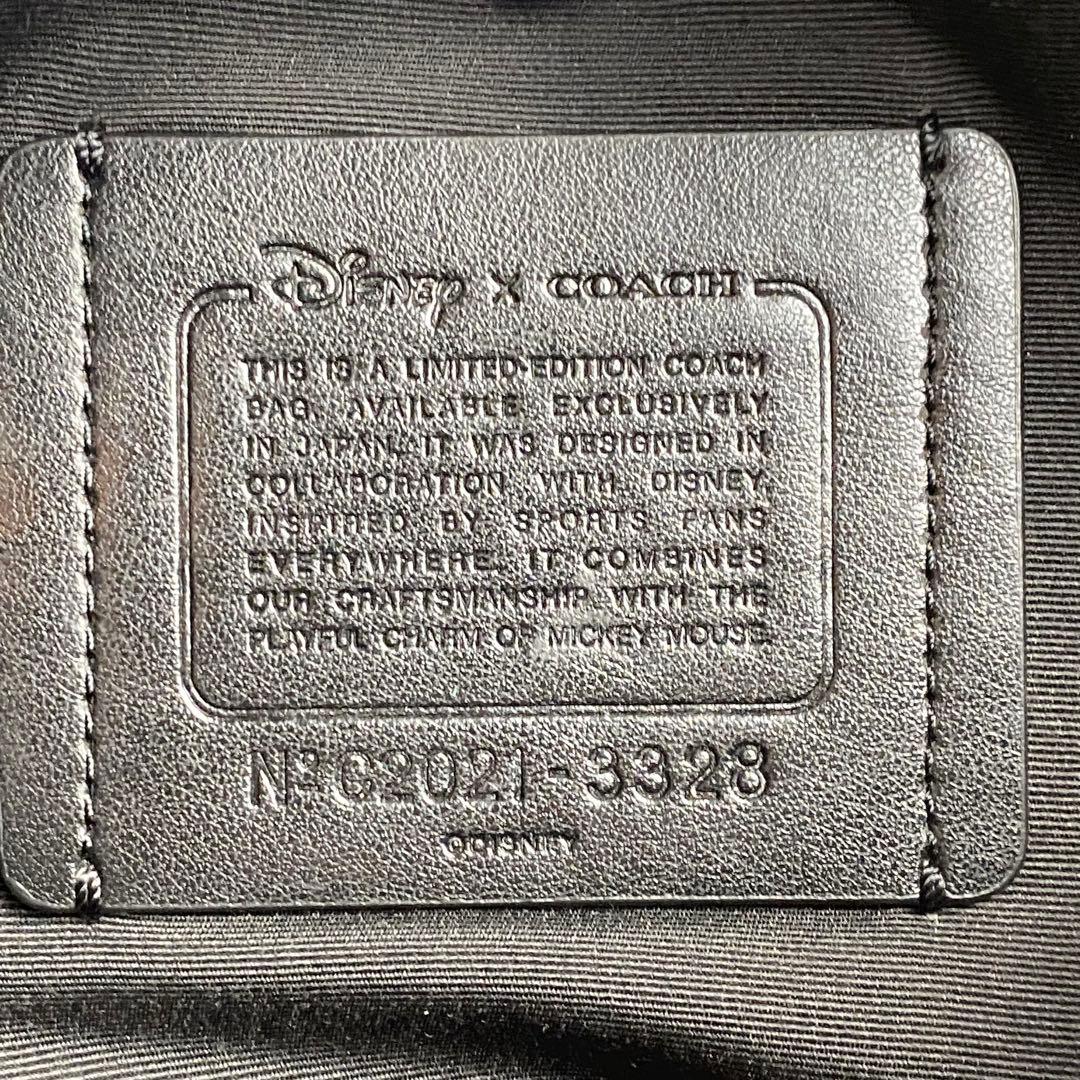 Disney X COACH
THIS IS A LIMITED-EDITION COACH
BAG, AVAILABLE EXCLUSIVELY
IN JAPAN. IT WAS DESIGNED IN
COLLABORATION WITH DISNEY.
INSPIRED BY SPORTS FANS
EVERYWHERE, IT COMBINES
OUR CRAFTSMANSHIP WITH THE
PLAYFUL CHARM OF MICKEY MOUSE.
Nº C2021-3328
©DISNEY